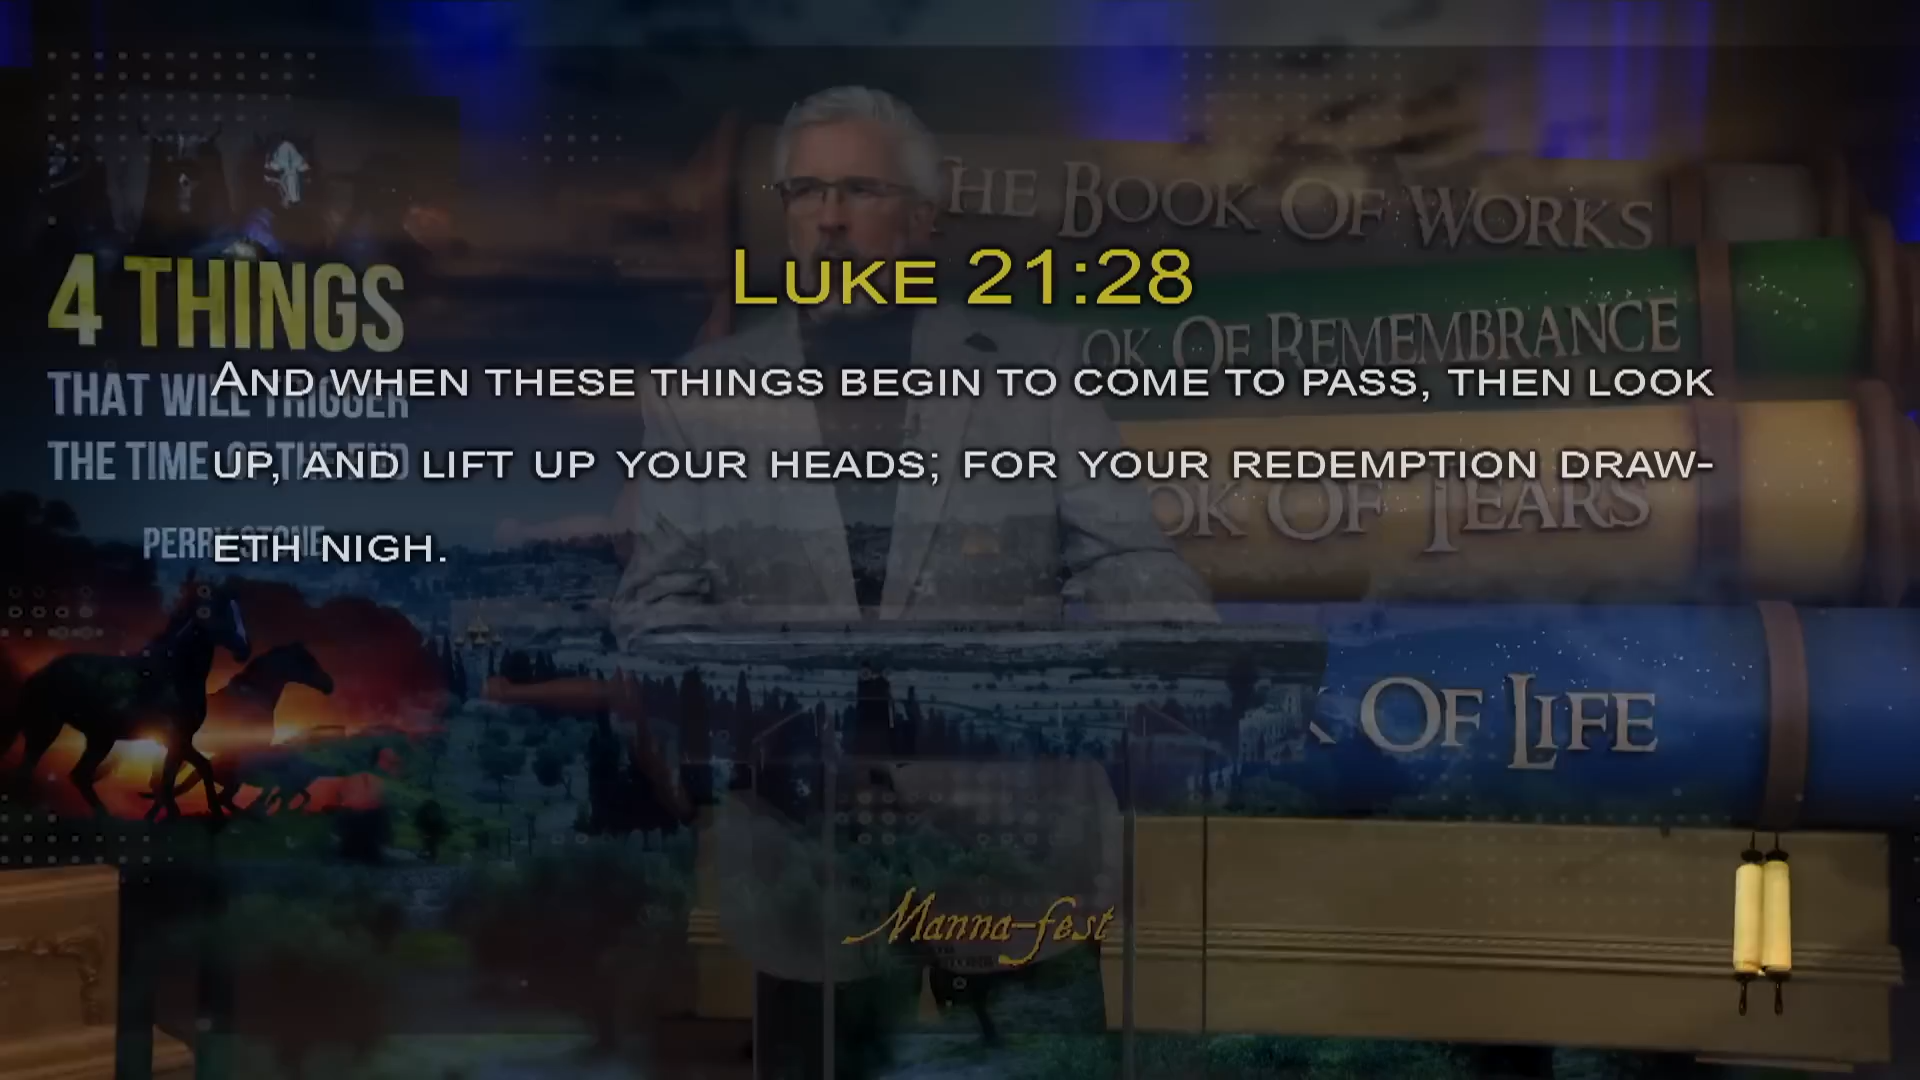 THE BOOK OF WORKS
4 THINGS
LUKE 21:28
OK OF REMEMBRANCE
THAT WILL TRIGGER
AND WHEN THESE THINGS BEGIN TO COME TO PASS, THEN LOOK
THE TIME OF THE END
UP, AND LIFT UP YOUR HEADS; FOR YOUR REDEMPTION DRAW-
OK OF TEARS
PERRY STONE
ETH NIGH.
OF LIFE
Manna-fest